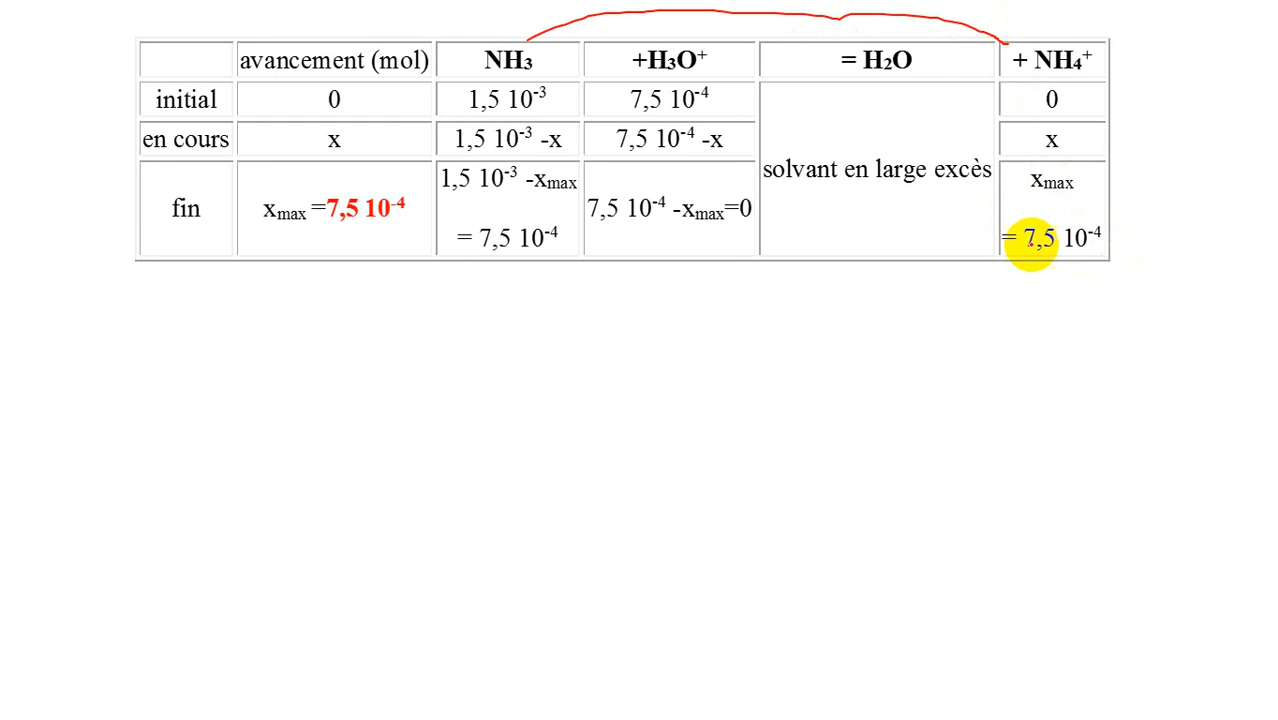 avancement (mol) NH₃ +H₃O⁺ = H₂O + NH₄⁺
initial 0 1,5 10⁻³ 7,5 10⁻⁴ 0
en cours x 1,5 10⁻³ -x 7,5 10⁻⁴ -x x
solvant en large excès
fin xmax =7,5 10⁻⁴ 1,5 10⁻³ -xmax 7,5 10⁻⁴ -xmax=0 xmax
= 7,5 10⁻⁴ = 7,5 10⁻⁴